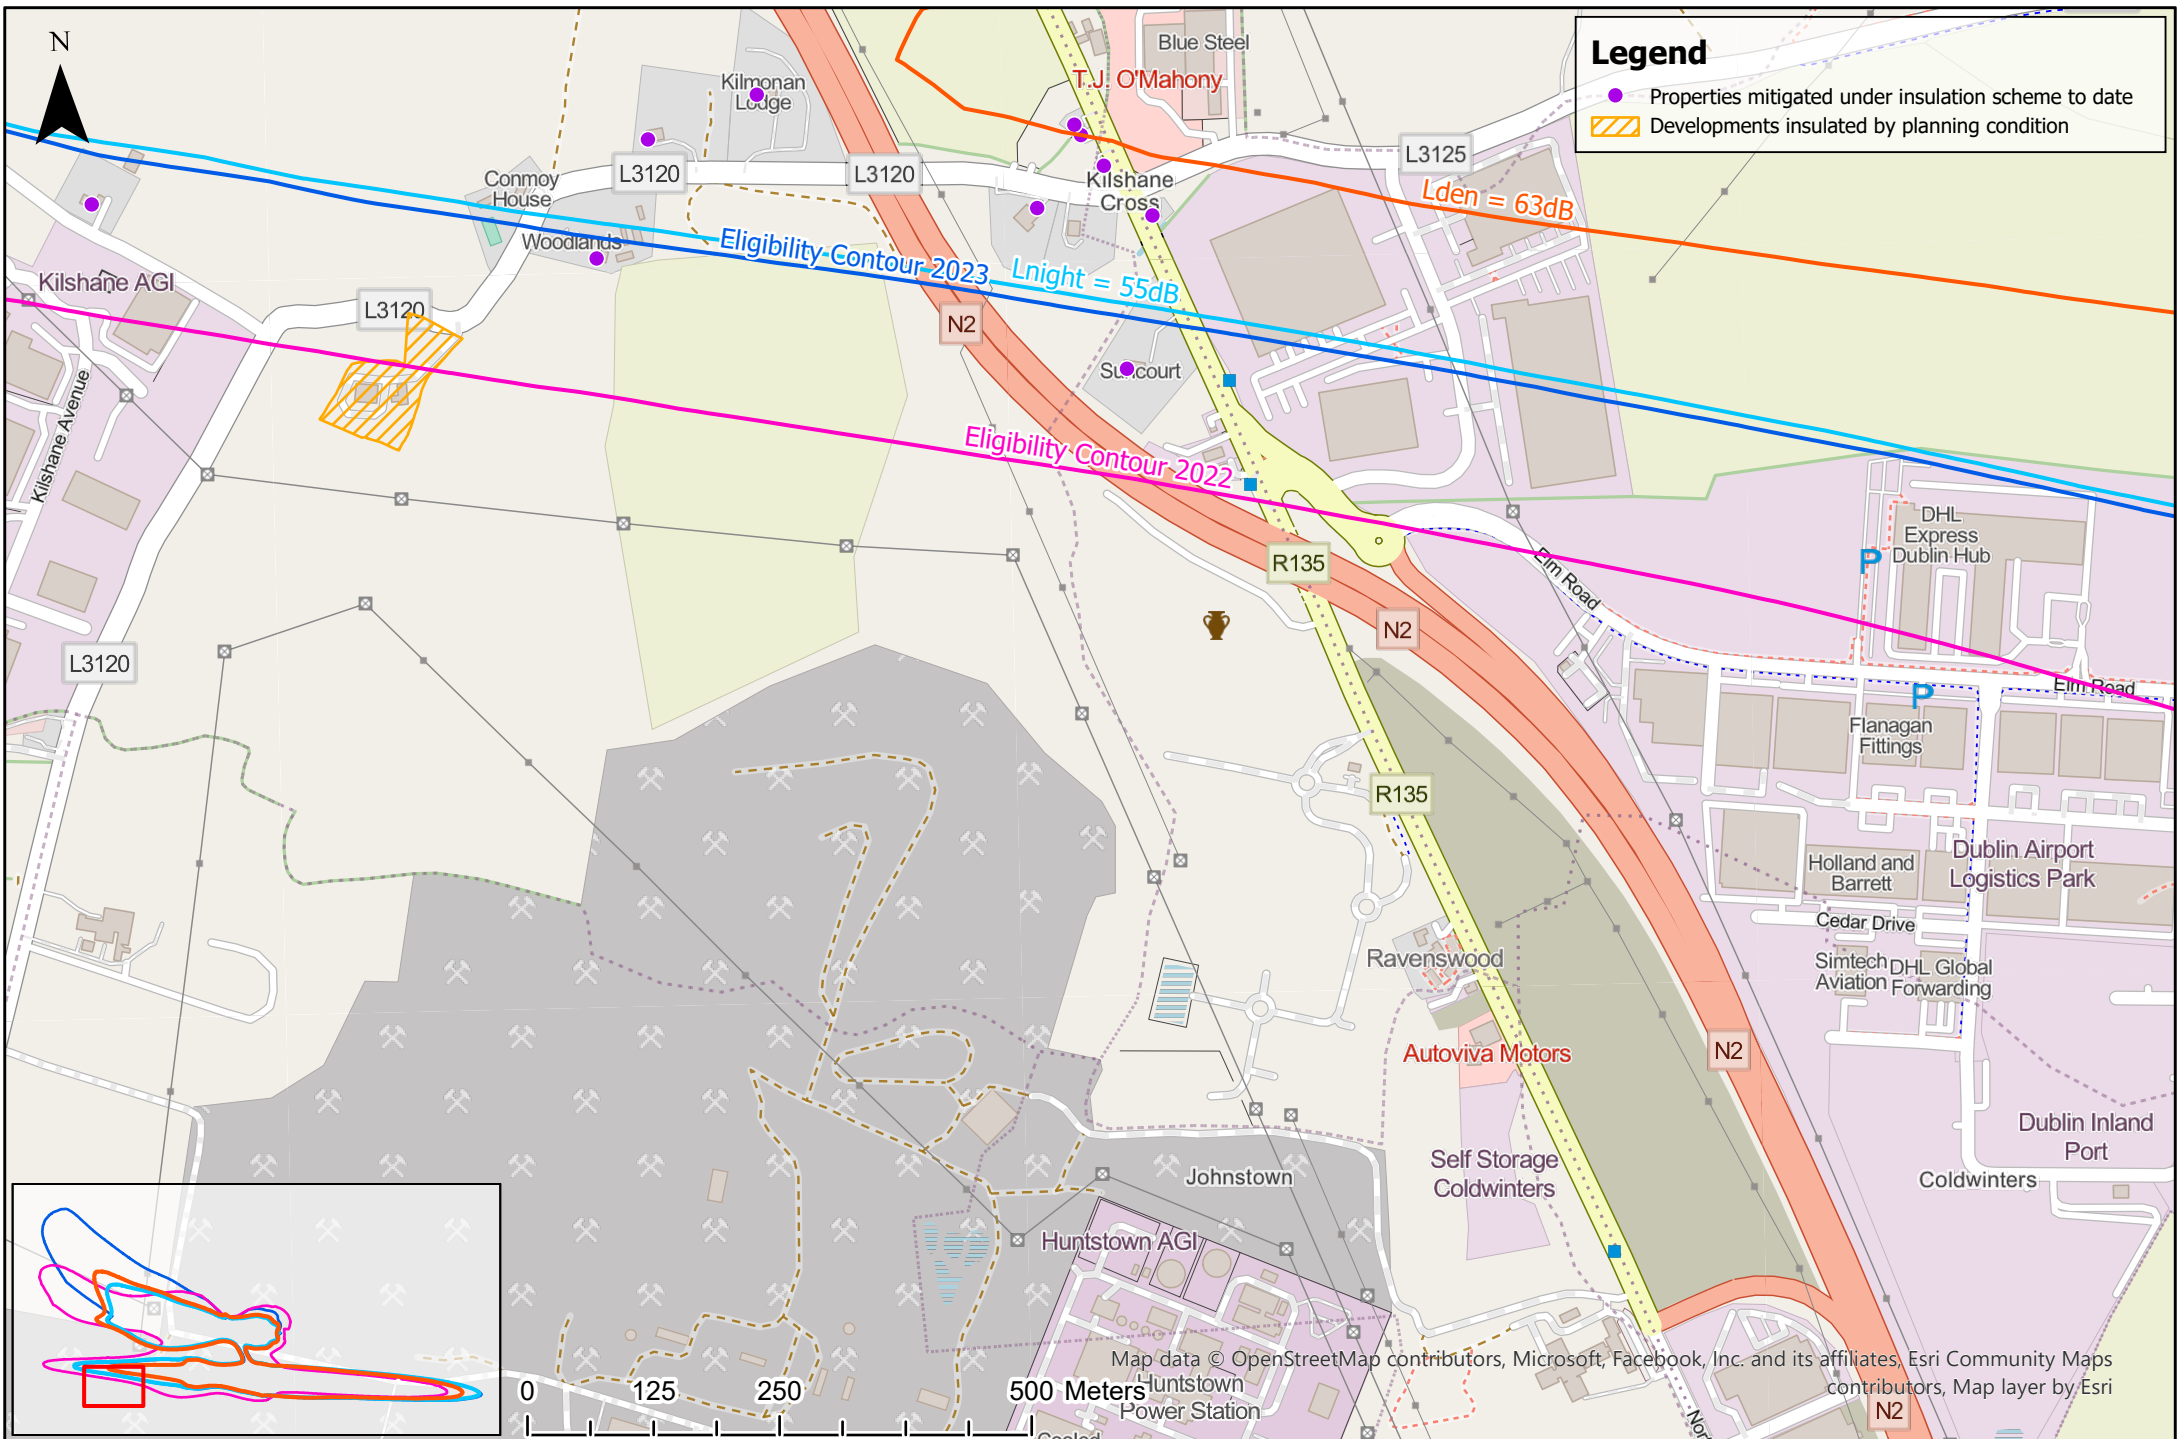 N
Legend
Properties mitigated under insulation scheme to date
Developments insulated by planning condition
Blue Steel
T.J. O'Mahony
Kilmonan
Lodge
L3120
L3120
L3125
Conmoy
House
Kilshane
Cross
Lden = 63dB
Woodlands
Eligibility Contour 2023
Lnight = 55dB
Kilshane AGI
L3120
N2
Suncourt
Kilshane Avenue
Eligibility Contour 2022
DHL
Express
Dublin Hub
P
R135
Elm Road
N2
L3120
Elm Road
P
Flanagan
Fittings
R135
Dublin Airport
Logistics Park
Holland and
Barrett
Cedar Drive
Ravenswood
Simtech
Aviation
DHL Global
Forwarding
Autoviva Motors
N2
Dublin Inland
Port
Self Storage
Coldwinters
Johnstown
Coldwinters
Huntstown AGI
Map data © OpenStreetMap contributors, Microsoft, Facebook, Inc. and its affiliates, Esri Community Maps
contributors, Map layer by Esri
0 125 250 500 Meters
Huntstown
Power Station
N2